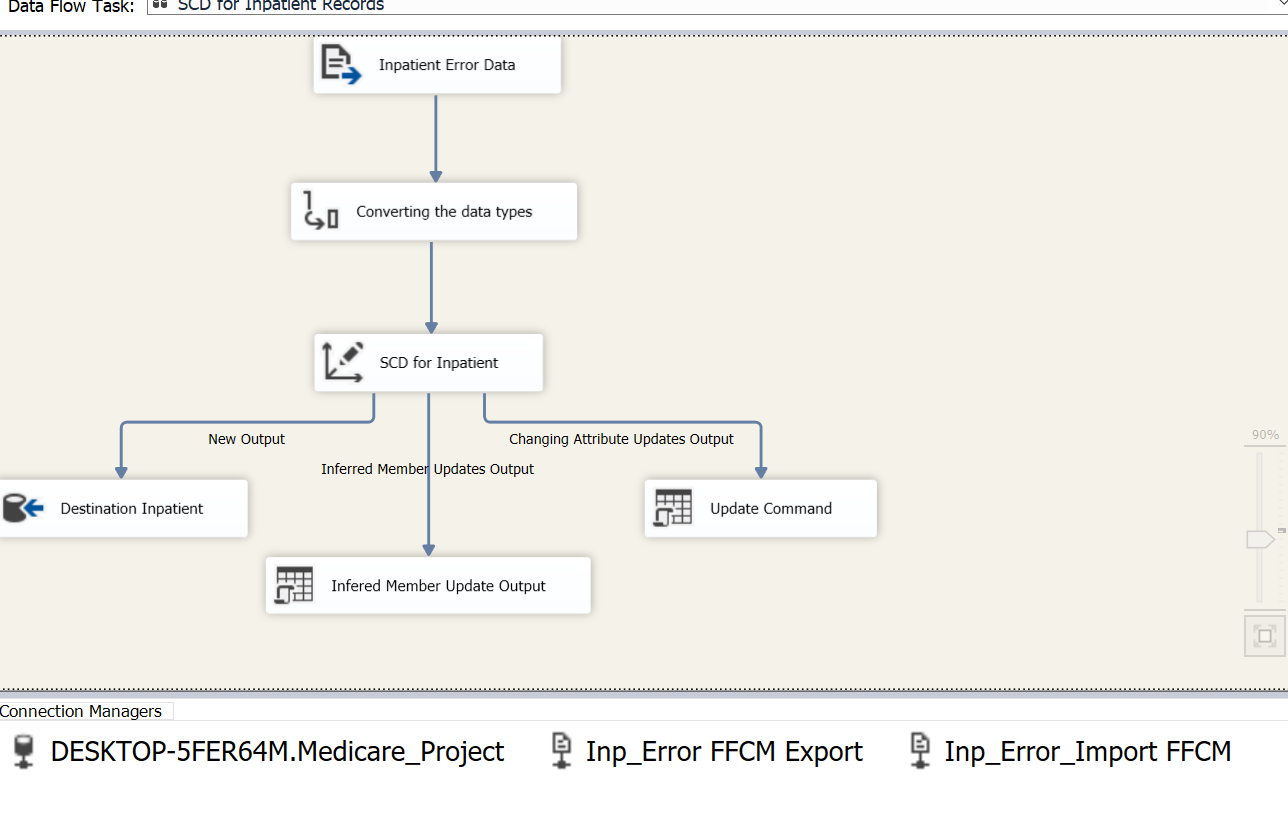 Data Flow Task: SCD for Inpatient Records
Inpatient Error Data
Converting the data types
SCD for Inpatient
New Output
Changing Attribute Updates Output
Inferred Member Updates Output
Destination Inpatient
Update Command
Infered Member Update Output
90%
Connection Managers
DESKTOP-5FER64M.Medicare_Project
Inp_Error FFCM Export
Inp_Error_Import FFCM